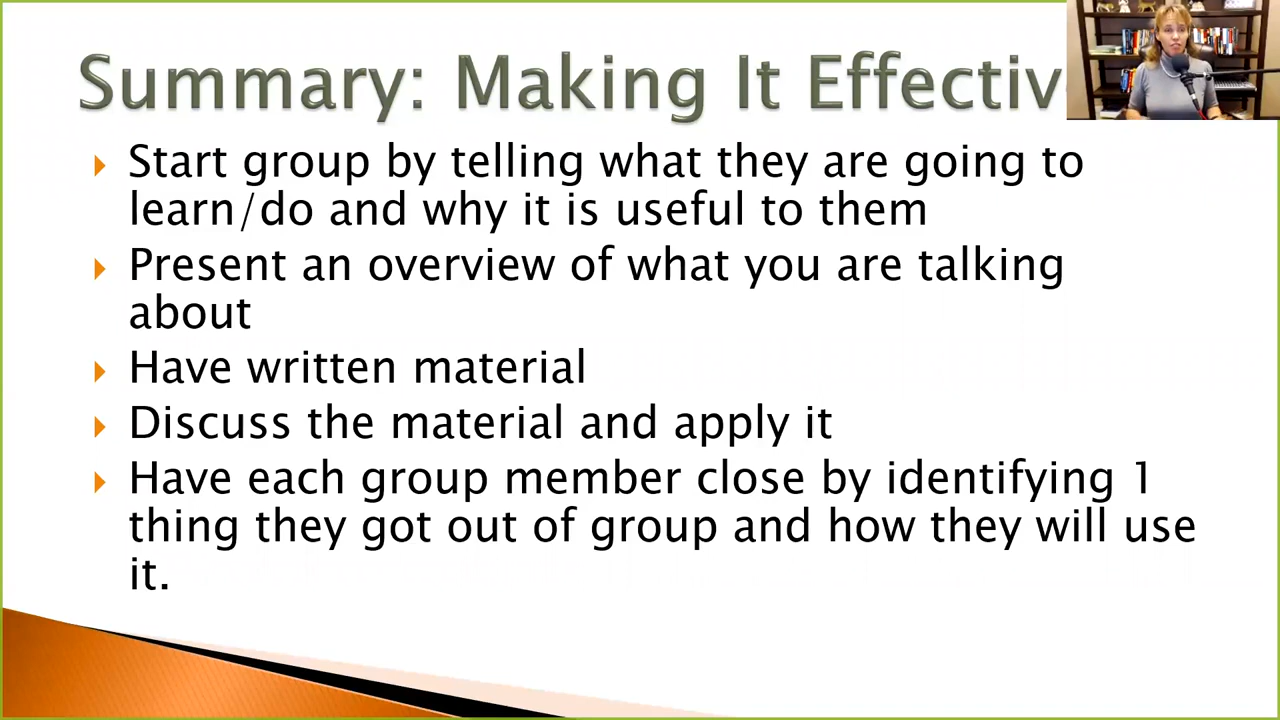 Summary: Making It Effectiv
Start group by telling what they are going to
learn/do and why it is useful to them
Present an overview of what you are talking
about
Have written material
Discuss the material and apply it
Have each group member close by identifying 1
thing they got out of group and how they will use
it.